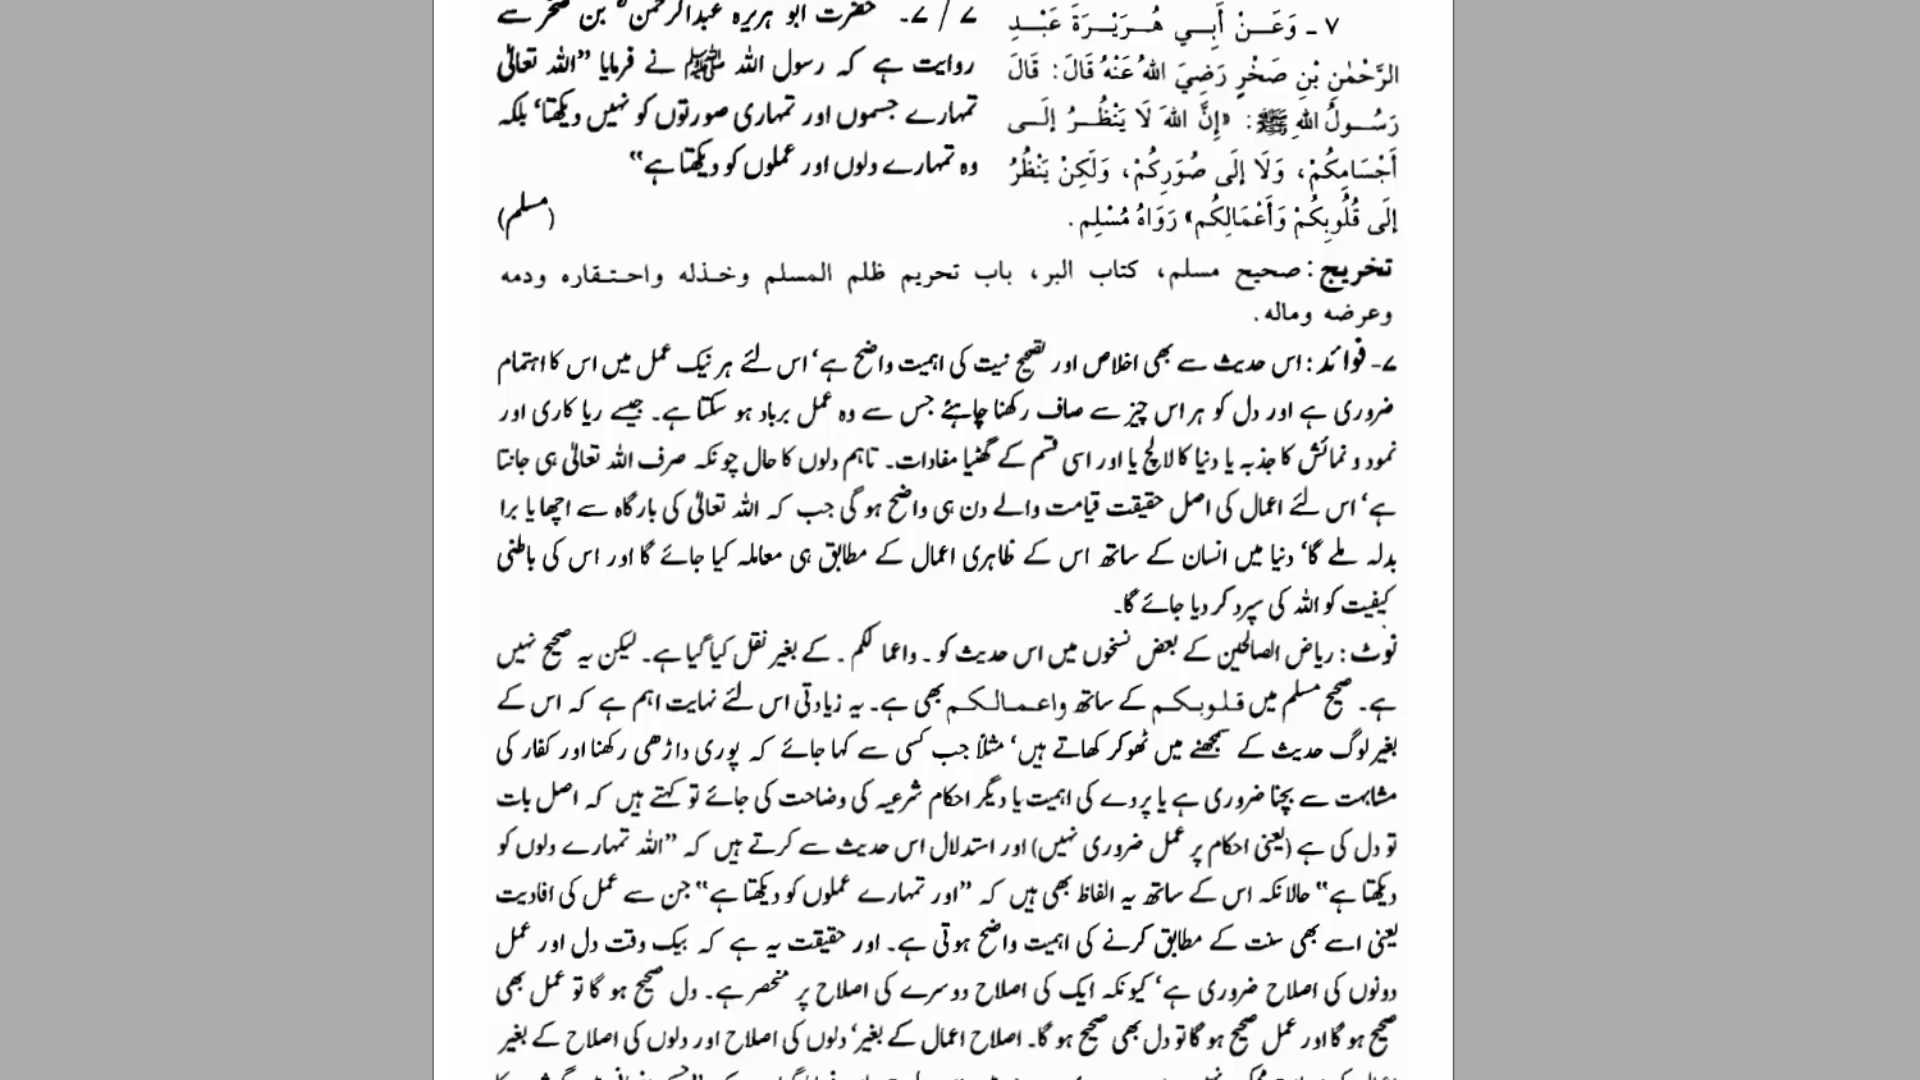 ٧ ـ وَعَـنْ أَبِـي هُـرَيْـرَةَ عَبْـدِ
الرَّحْمٰنِ بْنِ صَخْرٍ رَضِيَ اللهُ عَنْهُ قَالَ: قَالَ
رَسُـولُ اللهِ ﷺ: «إِنَّ اللهَ لَا يَنْظُـرُ إِلَـى
أَجْسَامِكُمْ، وَلَا إِلَى صُوَرِكُمْ، وَلَكِنْ يَنْظُرُ
إِلَى قُلُوبِكُمْ وَأَعْمَالِكُم» رَوَاهُ مُسْلِم.
۷ / ۷۔ حضرت ابو ہریرہ عبدالرحمٰن بن صخر سے
روایت ہے کہ رسول اللہ ﷺ نے فرمایا ”اللہ تعالیٰ
تمہارے جسموں اور تمہاری صورتوں کو نہیں دیکھتا‘ بلکہ
وہ تمہارے دلوں اور عملوں کو دیکھتا ہے“
(مسلم)
تخريج: صحيح مسلم، كتاب البر، باب تحريم ظلم المسلم وخـذله واحـتـقاره ودمه
وعرضه وماله.
۷- فوائد: اس حدیث سے بھی اخلاص اور تصحیح نیت کی اہمیت واضح ہے‘ اس لئے ہر نیک عمل میں اس کا اہتمام
ضروری ہے اور دل کو ہر اس چیز سے صاف رکھنا چاہئے جس سے وہ عمل برباد ہو سکتا ہے۔ جیسے ریا کاری اور
نمود و نمائش کا جذبہ یا دنیا کا لالچ یا اور اسی قسم کے گھٹیا مفادات۔ تاہم دلوں کا حال چونکہ صرف اللہ تعالیٰ ہی جانتا
ہے‘ اس لئے اعمال کی اصل حقیقت قیامت والے دن ہی واضح ہو گی جب کہ اللہ تعالیٰ کی بارگاہ سے اچھا یا برا
بدلہ ملے گا‘ دنیا میں انسان کے ساتھ اس کے ظاہری اعمال کے مطابق ہی معاملہ کیا جائے گا اور اس کی باطنی
کیفیت کو اللہ کی سپرد کر دیا جائے گا۔
نوٹ: ریاض الصالحین کے بعض نسخوں میں اس حدیث کو ۔ واعمالکم ۔ کے بغیر نقل کیا گیا ہے۔ لیکن یہ صحیح نہیں
ہے۔ صحیح مسلم میں قـلـوبـكـم کے ساتھ واعـمـالـكـم بھی ہے۔ یہ زیادتی اس لئے نہایت اہم ہے کہ اس کے
بغیر لوگ حدیث کے سمجھنے میں ٹھوکر کھاتے ہیں‘ مثلاً جب کسی سے کہا جائے کہ پوری داڑھی رکھنا اور کفار کی
مشابہت سے بچنا ضروری ہے یا پردے کی اہمیت یا دیگر احکام شرعیہ کی وضاحت کی جائے تو کہتے ہیں کہ اصل بات
تو دل کی ہے (یعنی احکام پر عمل ضروری نہیں) اور استدلال اس حدیث سے کرتے ہیں کہ ”اللہ تمہارے دلوں کو
دیکھتا ہے“ حالانکہ اس کے ساتھ یہ الفاظ بھی ہیں کہ ”اور تمہارے عملوں کو دیکھتا ہے“ جن سے عمل کی افادیت
یعنی اسے بھی سنت کے مطابق کرنے کی اہمیت واضح ہوتی ہے۔ اور حقیقت یہ ہے کہ بیک وقت دل اور عمل
دونوں کی اصلاح ضروری ہے‘ کیونکہ ایک کی اصلاح دوسرے کی اصلاح پر منحصر ہے۔ دل صحیح ہو گا تو عمل بھی
صحیح ہو گا اور عمل صحیح ہو گا تو دل بھی صحیح ہو گا۔ اصلاح اعمال کے بغیر‘ دلوں کی اصلاح اور دلوں کی اصلاح کے بغیر